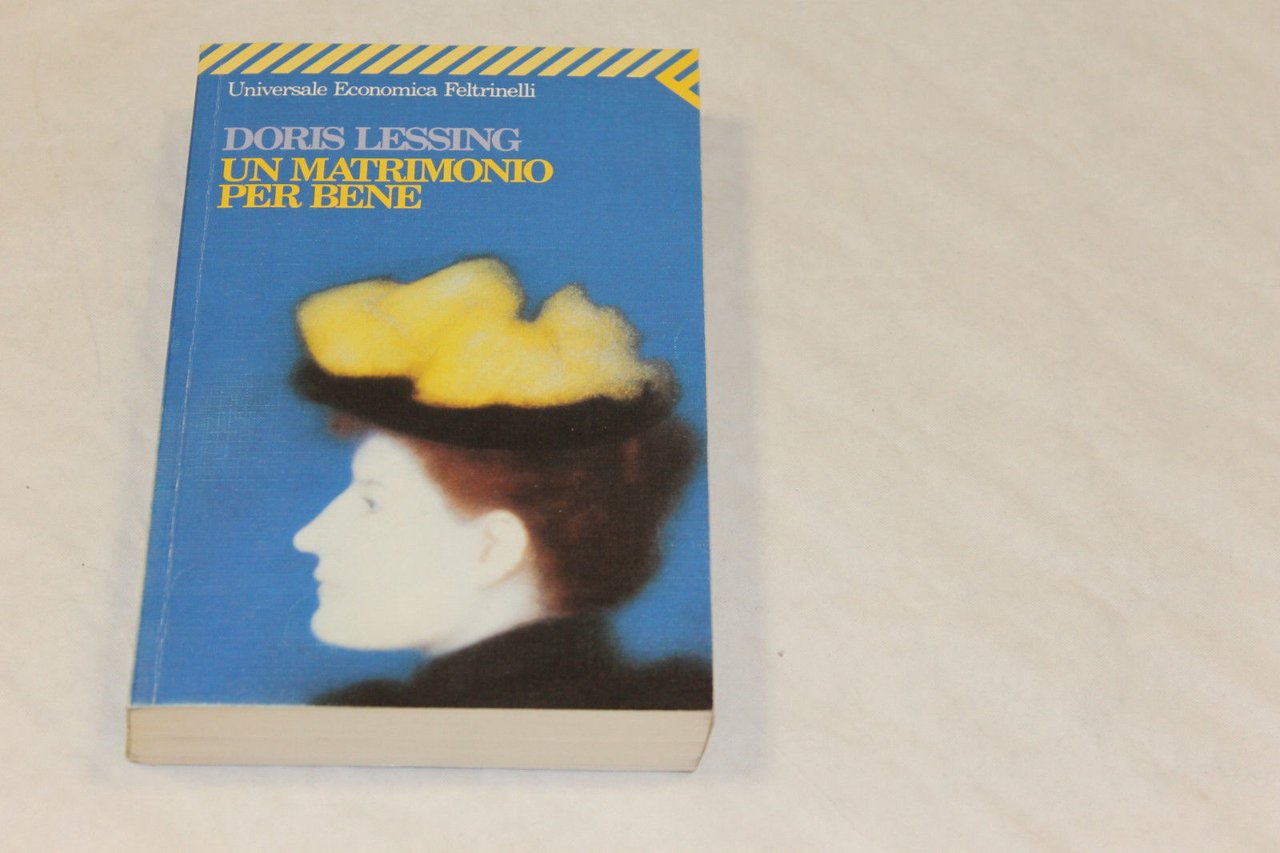 Universale Economica Feltrinelli
DORIS LESSING
UN MATRIMONIO
PER BENE